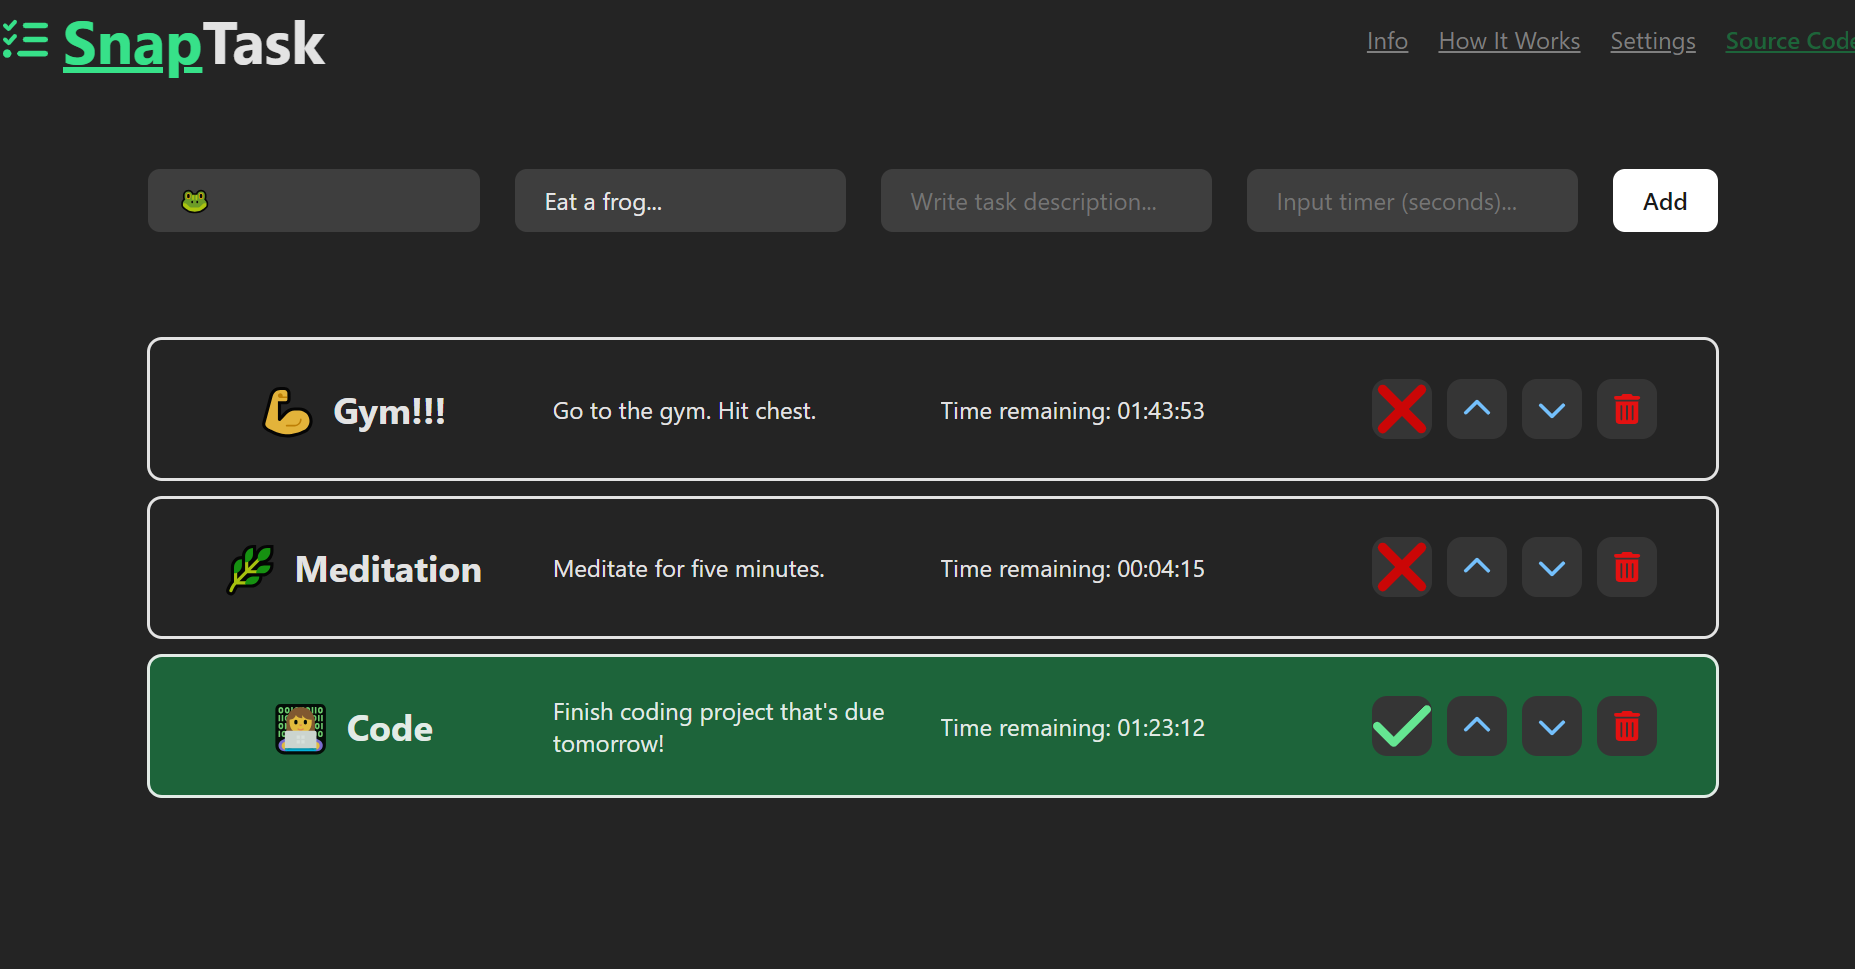 SnapTask
Info How It Works Settings Source Code
Eat a frog... Write task description... Input timer (seconds)... Add
Gym!!! Go to the gym. Hit chest. Time remaining: 01:43:53
Meditation Meditate for five minutes. Time remaining: 00:04:15
Code
Finish coding project that's due
tomorrow!
Time remaining: 01:23:12